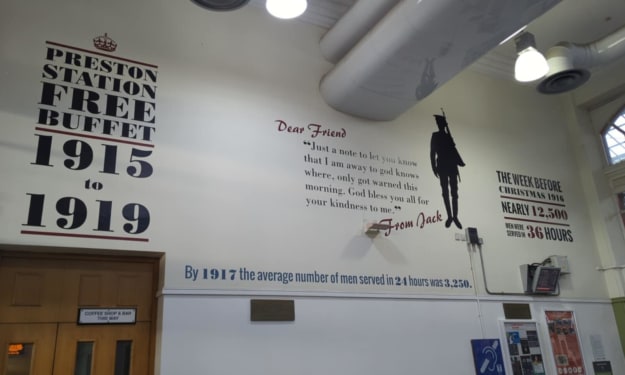 PRESTON
STATION
FREE
BUFFET
1915
to
1919
Dear Friend
“Just a note to let you know
that I am away to god knows
where, only got warned this
morning. God bless you all for
your kindness to me.”
From Jack
THE WEEK BEFORE
CHRISTMAS 1916
NEARLY 12,500
MEN WERE
SERVED IN 36 HOURS
By 1917 the average number of men served in 24 hours was 3,250.
COFFEE SHOP & BAR
THIS WAY